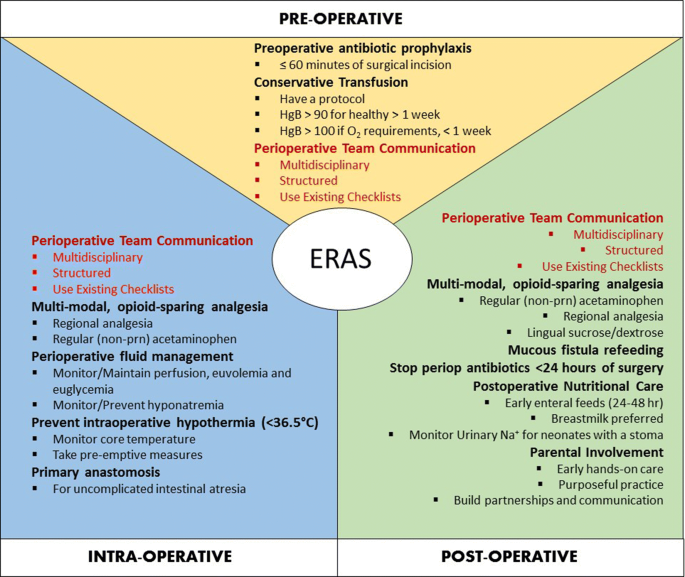 PRE-OPERATIVE
Preoperative antibiotic prophylaxis
▪ ≤ 60 minutes of surgical incision
Conservative Transfusion
▪ Have a protocol
▪ HgB > 90 for healthy > 1 week
▪ HgB > 100 if O₂ requirements, < 1 week
Perioperative Team Communication
▪ Multidisciplinary
▪ Structured
▪ Use Existing Checklists
ERAS
Perioperative Team Communication
▪ Multidisciplinary
▪ Structured
▪ Use Existing Checklists
Multi-modal, opioid-sparing analgesia
▪ Regional analgesia
▪ Regular (non-prn) acetaminophen
Perioperative fluid management
▪ Monitor/Maintain perfusion, euvolemia and
euglycemia
▪ Monitor/Prevent hyponatremia
Prevent intraoperative hypothermia (<36.5°C)
▪ Monitor core temperature
▪ Take pre-emptive measures
Primary anastomosis
▪ For uncomplicated intestinal atresia
INTRA-OPERATIVE
Perioperative Team Communication
▪ Multidisciplinary
▪ Structured
▪ Use Existing Checklists
Multi-modal, opioid-sparing analgesia
▪ Regular (non-prn) acetaminophen
▪ Regional analgesia
▪ Lingual sucrose/dextrose
Mucous fistula refeeding
Stop periop antibiotics <24 hours of surgery
Postoperative Nutritional Care
▪ Early enteral feeds (24-48 hr)
▪ Breastmilk preferred
▪ Monitor Urinary Na⁺ for neonates with a stoma
Parental Involvement
▪ Early hands-on care
▪ Purposeful practice
▪ Build partnerships and communication
POST-OPERATIVE